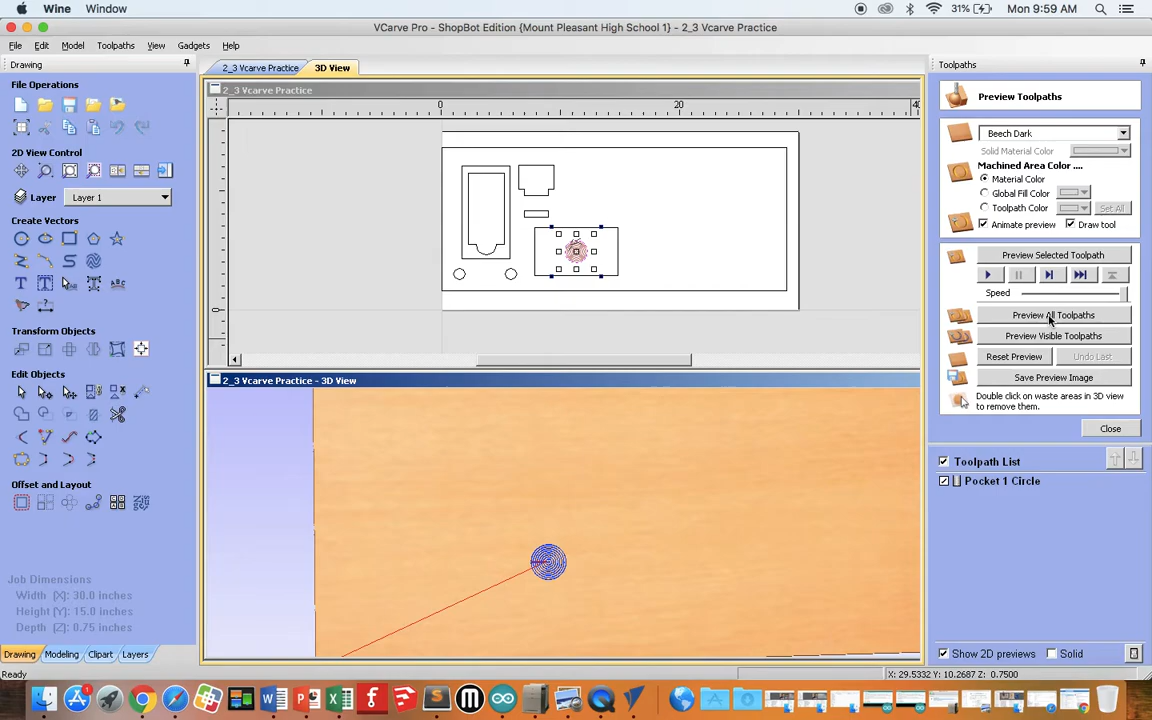 Wine Window 31% Mon 9:59 AM
VCarve Pro - ShopBot Edition {Mount Pleasant High School 1} - 2_3 Vcarve Practice
File Edit Model Toolpaths View Gadgets Help
Drawing
File Operations
2D View Control
Layer Layer 1
Create Vectors
Transform Objects
Edit Objects
Offset and Layout
Job Dimensions
Width (X): 30.0 inches
Height (Y): 15.0 inches
Depth (Z): 0.75 inches
Drawing Modeling Clipart Layers
Ready
2_3 Vcarve Practice 3D View
2_3 Vcarve Practice
0 20 40
2_3 Vcarve Practice - 3D View
Toolpaths
Preview Toolpaths
Beech Dark
Solid Material Color
Machined Area Color ....
Material Color
Global Fill Color
Toolpath Color Set All
Animate preview Draw tool
Preview Selected Toolpath
Speed
Preview All Toolpaths
Preview Visible Toolpaths
Reset Preview Undo Last
Save Preview Image
Double click on waste areas in 3D view
to remove them.
Close
Toolpath List
Pocket 1 Circle
Show 2D previews Solid
X: 29.5332 Y: 10.2687 Z: 0.7500